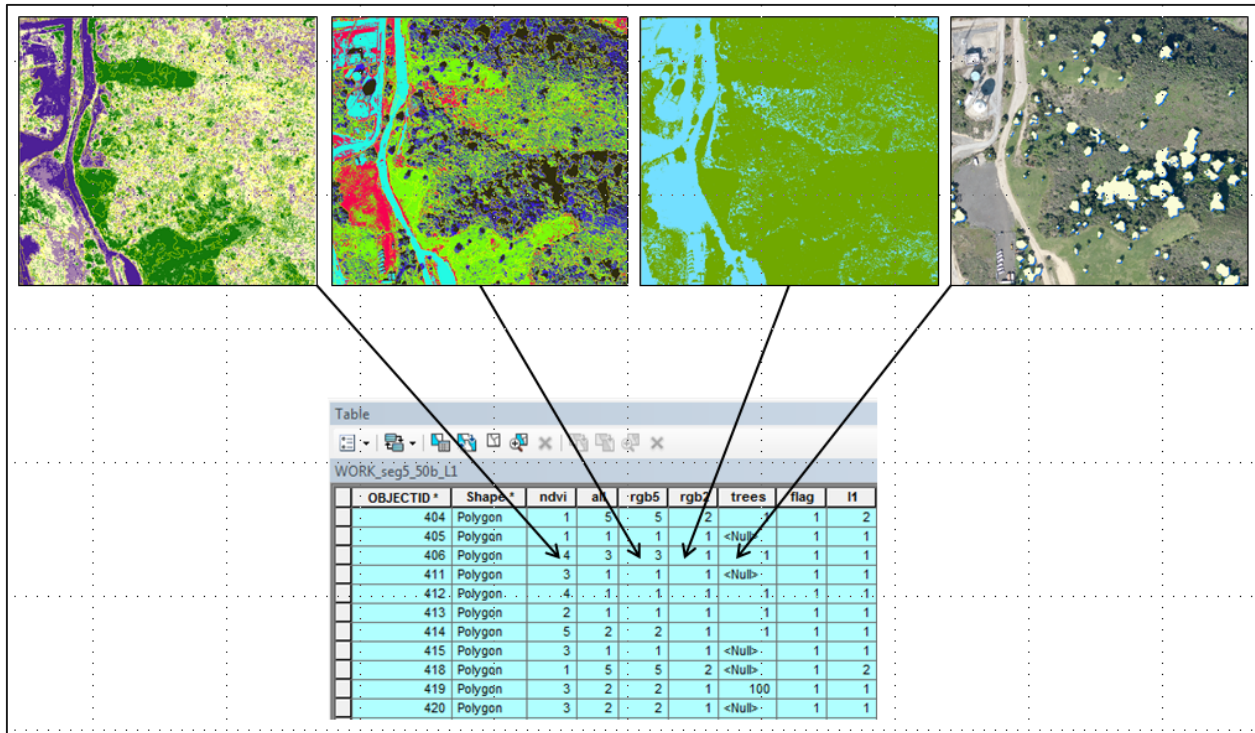 Table
WORK_seg5_50b_L1
OBJECTID * Shape * ndvi all rgb5 rgb2 trees flag l1
404 Polygon 1 5 5 2 1 1 2
405 Polygon 1 1 1 1 <Null> 1 1
406 Polygon 4 3 3 1 1 1 1
411 Polygon 3 1 1 1 <Null> 1 1
412 Polygon 4 1 1 1 1 1 1
413 Polygon 2 1 1 1 1 1 1
414 Polygon 5 2 2 1 1 1 1
415 Polygon 3 1 1 1 <Null> 1 1
418 Polygon 1 5 5 2 <Null> 1 2
419 Polygon 3 2 2 1 100 1 1
420 Polygon 3 2 2 1 <Null> 1 1